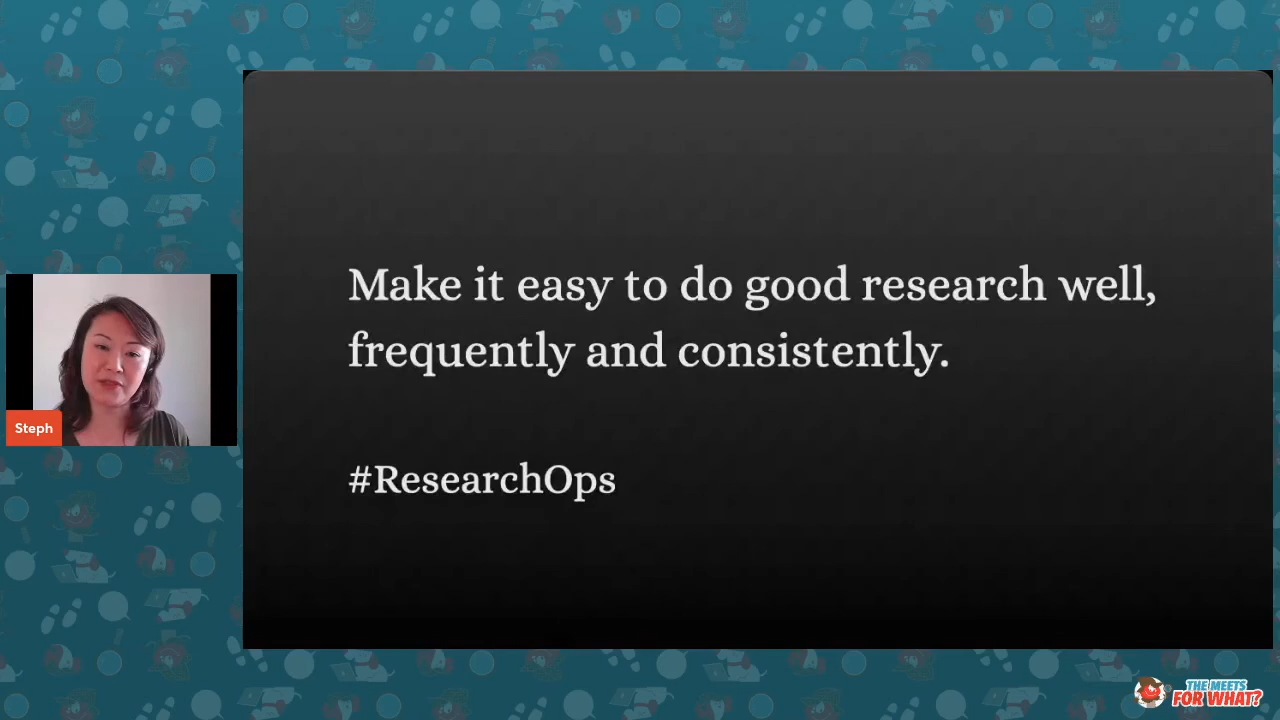 Make it easy to do good research well,
frequently and consistently.
#ResearchOps
Steph
THE MEETS
FOR WHAT?